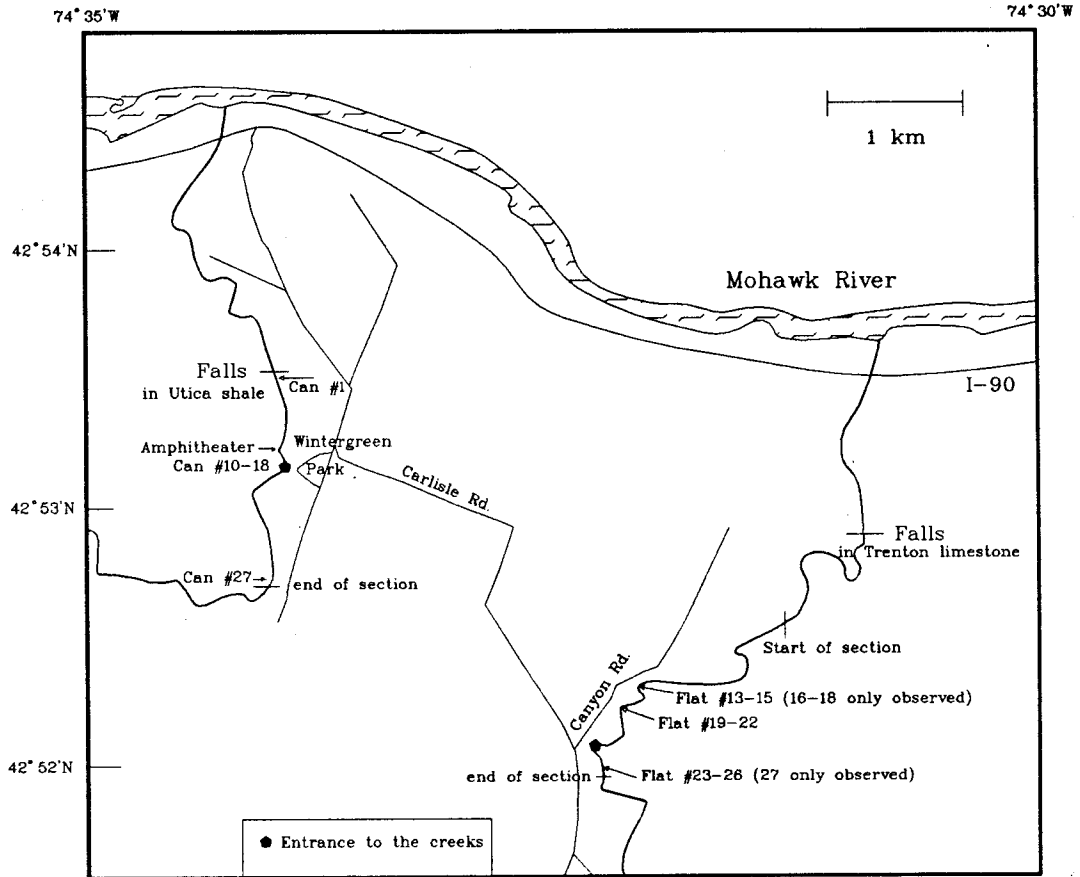 74°35'W
74°30'W
1 km
42°54'N
Mohawk River
I-90
Falls
in Utica shale
Can #1
Amphitheater
Can #10-18
Wintergreen
Park
Carlisle Rd.
42°53'N
Falls
in Trenton limestone
Can #27
end of section
Start of section
Canyon Rd.
Flat #13-15 (16-18 only observed)
Flat #19-22
42°52'N
end of section
Flat #23-26 (27 only observed)
Entrance to the creeks